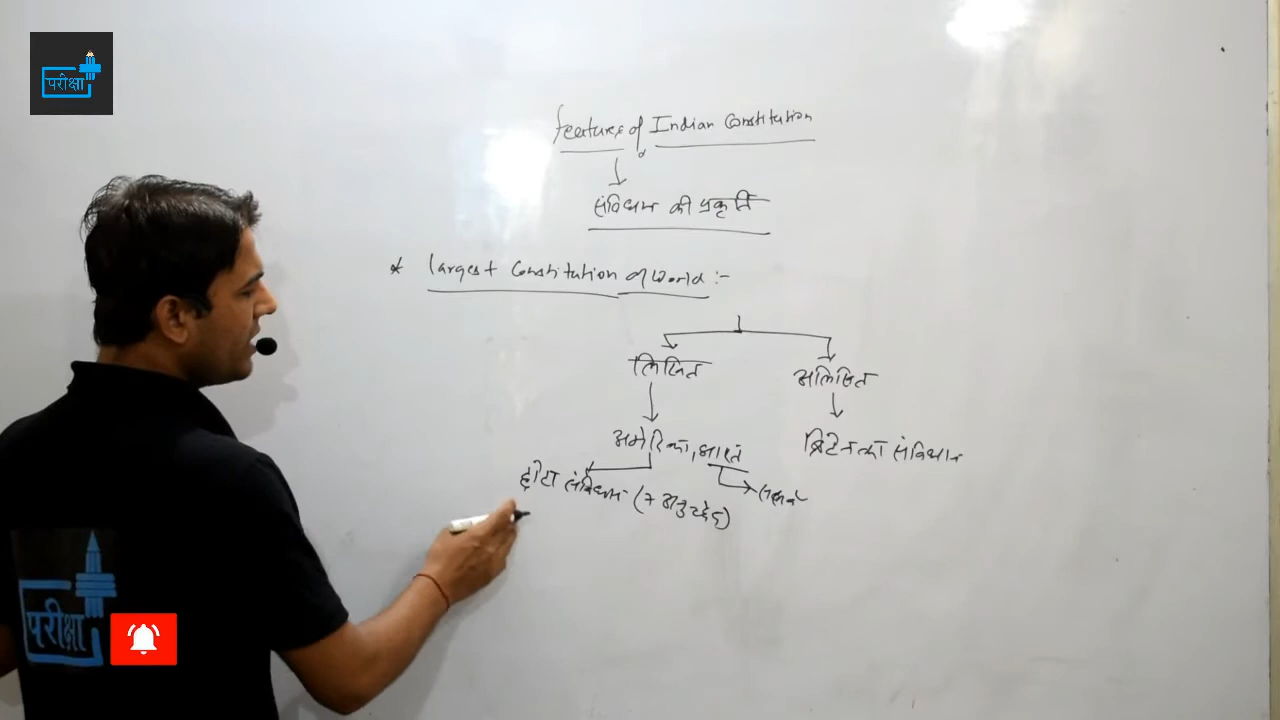 परीक्षा
features of Indian Constitution
संविधान की प्रकृति
* largest Constitution of World :-
लिखित
अलिखित
अमेरिका, भारत
ब्रिटेन का संविधान
छोटा संविधान (7 अनुच्छेद)
परीक्षा